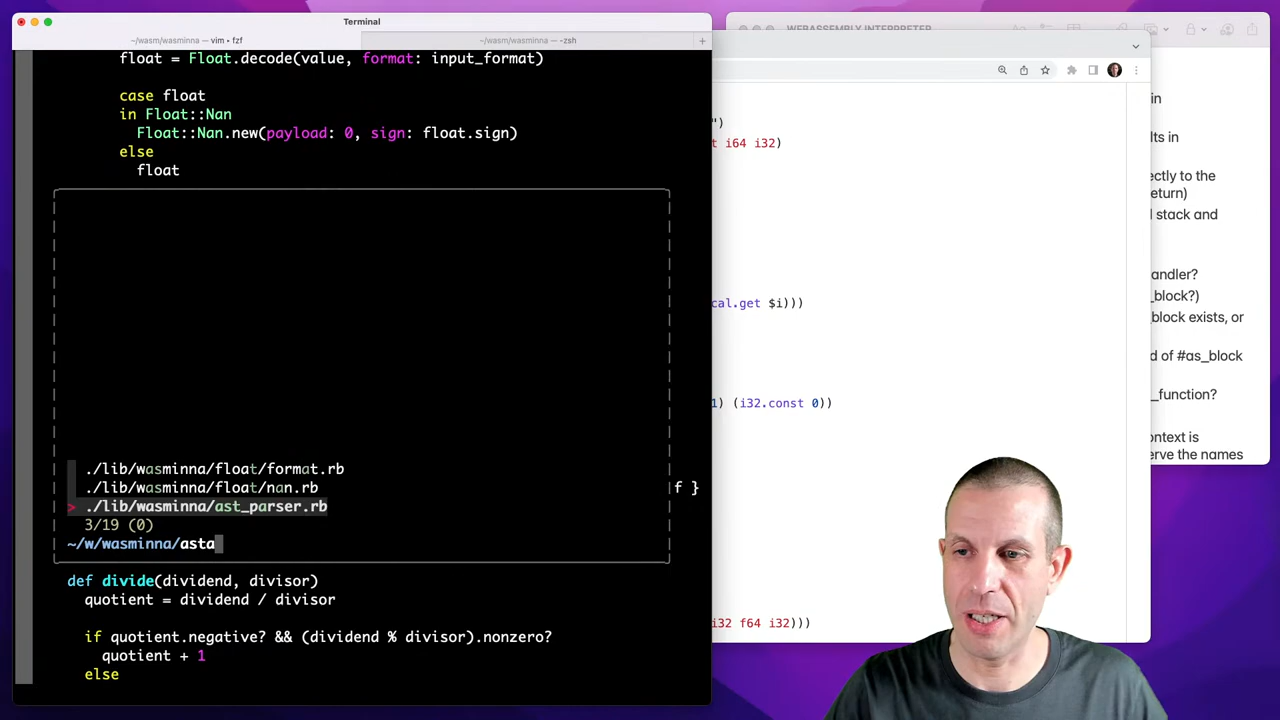 Terminal
~/wasm/wasminna — vim • fzf
~/wasm/wasminna — -zsh
float = Float.decode(value, format: input_format)
case float
in Float::Nan
Float::Nan.new(payload: 0, sign: float.sign)
else
float
./lib/wasminna/float/format.rb
./lib/wasminna/float/nan.rb
> ./lib/wasminna/ast_parser.rb
3/19 (0)
~/w/wasminna/asta
f }
def divide(dividend, divisor)
quotient = dividend / divisor
if quotient.negative? && (dividend % divisor).nonzero?
quotient + 1
else
WEBASSEMBLY INTERPRETER
")
t i64 i32)
cal.get $i)))
1) (i32.const 0))
i32 f64 i32)))
in
lts in
ectly to the
eturn)
d stack and
andler?
_block?)
_block exists, or
d of #as_block
_function?
ontext is
erve the names